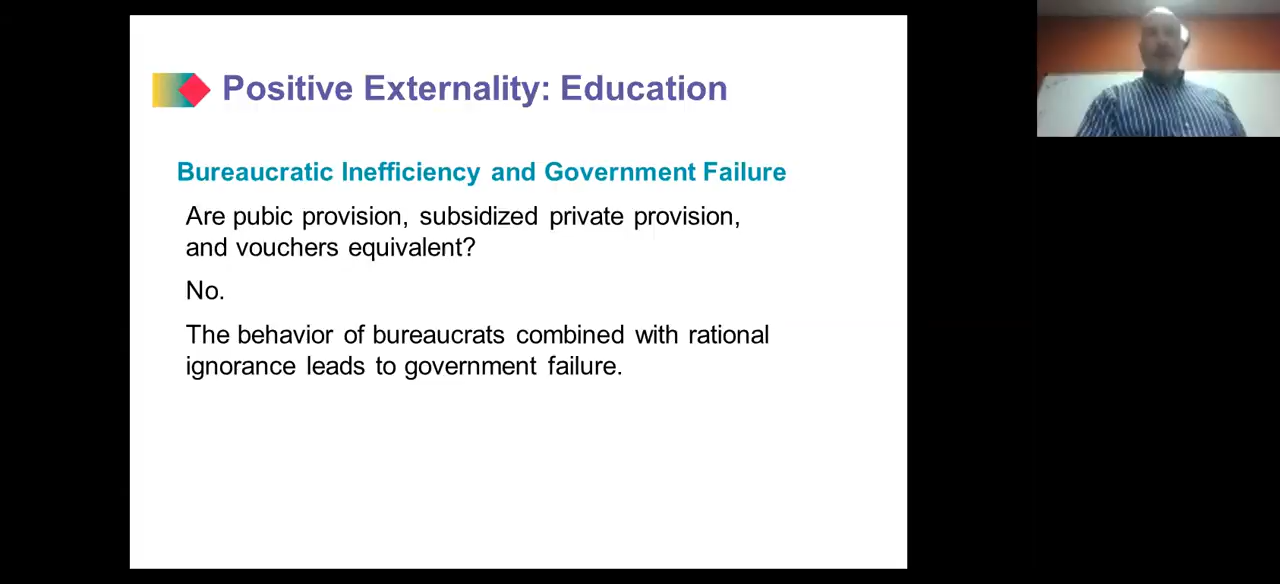 Positive Externality: Education
Bureaucratic Inefficiency and Government Failure
Are pubic provision, subsidized private provision,
and vouchers equivalent?
No.
The behavior of bureaucrats combined with rational
ignorance leads to government failure.